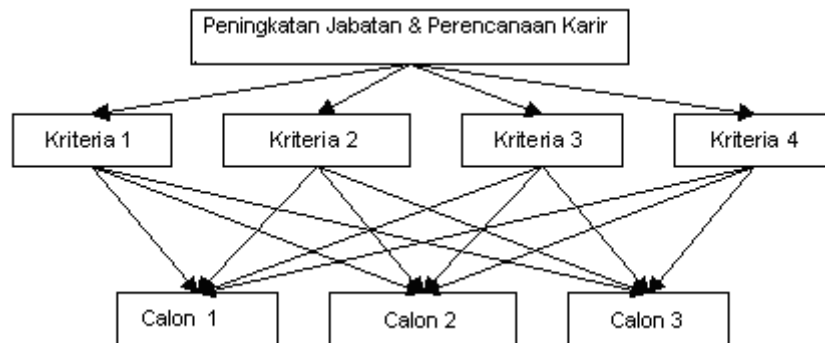 Peningkatan Jabatan & Perencanaan Karir
Kriteria 1
Kriteria 2
Kriteria 3
Kriteria 4
Calon 1
Calon 2
Calon 3